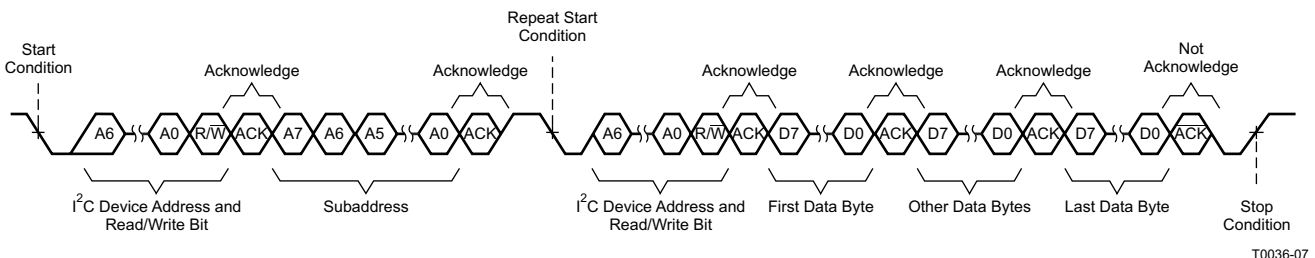 Repeat Start
Condition
Start
Condition
Not
Acknowledge
Acknowledge
Acknowledge
Acknowledge
Acknowledge
Acknowledge
A6 A0 R/W̅ ACK A7 A6 A5 A0 ACK A6 A0 R/W̅ ACK D7 D0 ACK D7 D0 ACK D7 D0 A̅C̅K̅
I²C Device Address and
Read/Write Bit
Subaddress
I²C Device Address and
Read/Write Bit
First Data Byte
Other Data Bytes
Last Data Byte
Stop
Condition
T0036-07